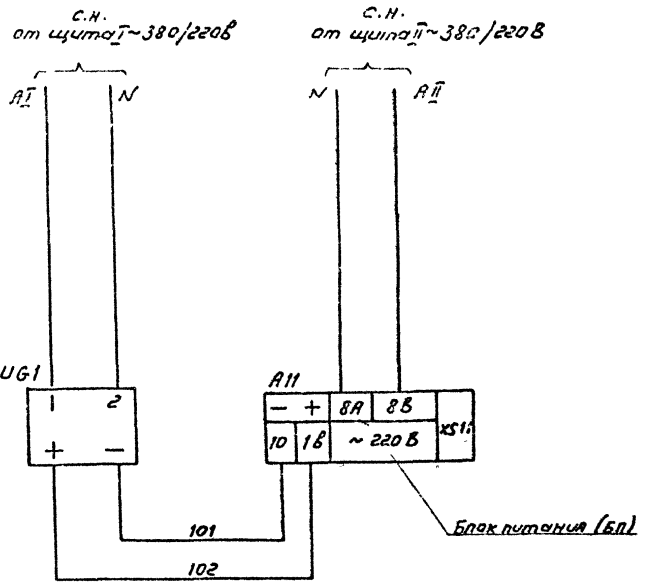 С.Н.
от щита I ~380/220В
С.Н.
от щита II ~380/220В
АI
N
N
АII
UG1
1 2
+ −
А11
− + 8А 8В
10 1В ~220В
XS1:
Блок питания (БП)
101
102